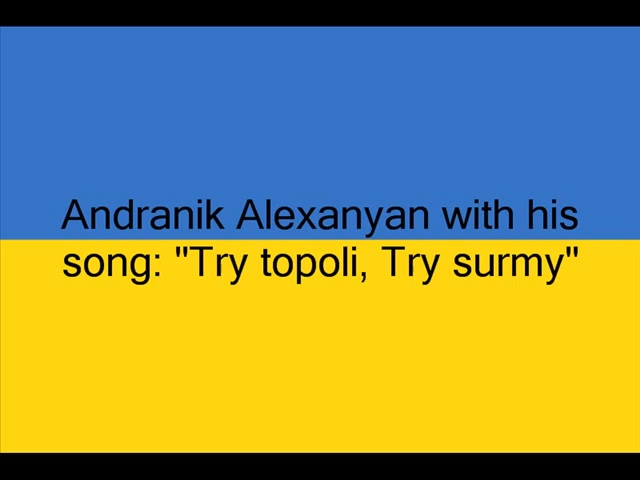 Andranik Alexanyan with his
song: "Try topoli, Try surmy"